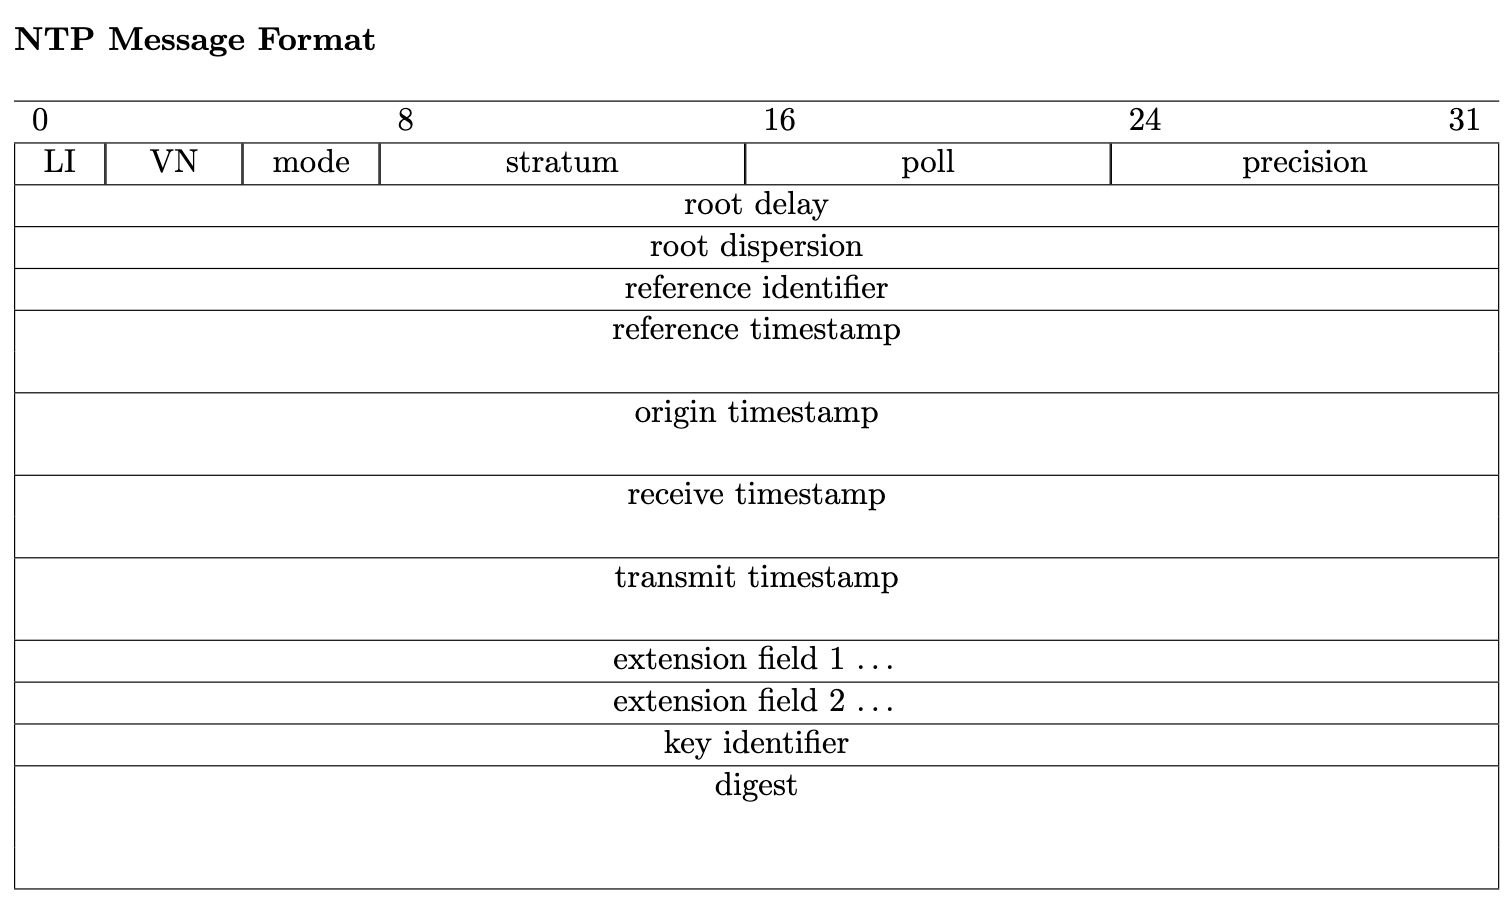 NTP Message Format
0 8 16 24 31
LI VN mode stratum poll precision
root delay
root dispersion
reference identifier
reference timestamp
origin timestamp
receive timestamp
transmit timestamp
extension field 1 …
extension field 2 …
key identifier
digest